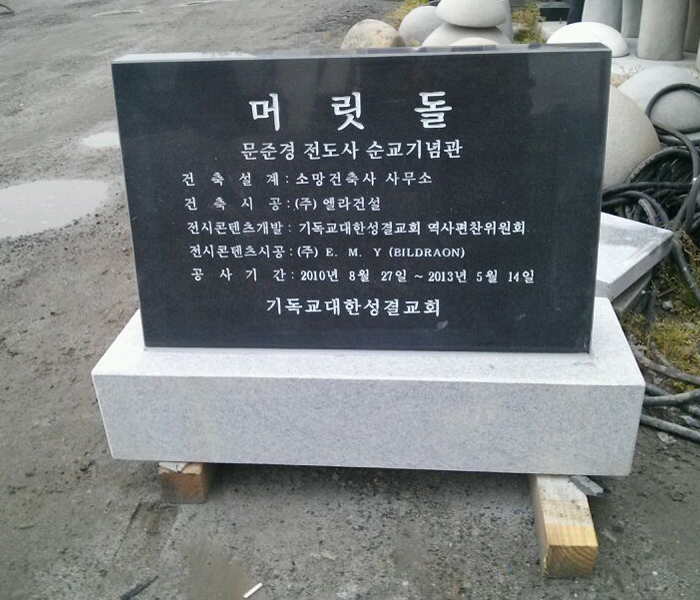 머릿돌
문준경 전도사 순교기념관
건축설계 : 소망건축사 사무소
건축시공 : (주) 엘라건설
전시콘텐츠개발 : 기독교대한성결교회 역사편찬위원회
전시콘텐츠시공 : (주) E. M. Y (BILDRAON)
공사기간 : 2010년 8월 27일 ~ 2013년 5월 14일
기독교대한성결교회